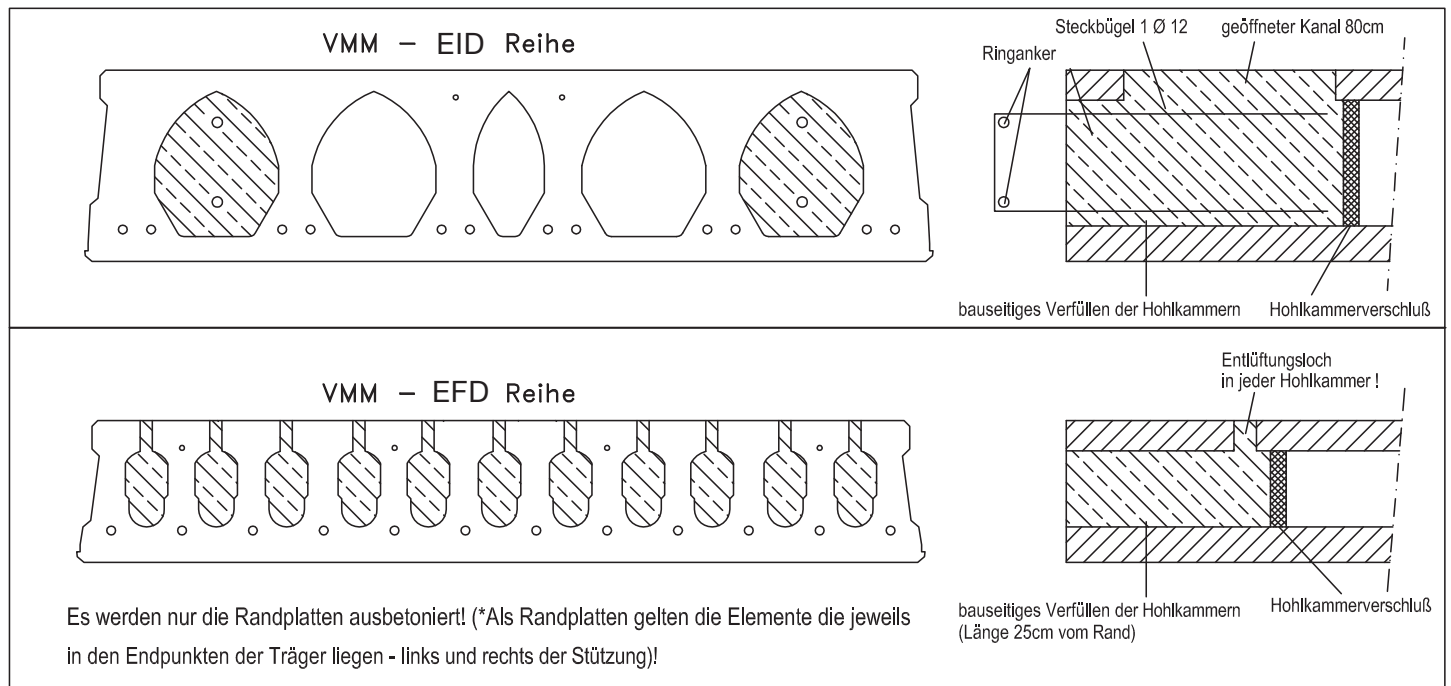 VMM – EID Reihe
Steckbügel 1 Ø 12
geöffneter Kanal 80cm
Ringanker
bauseitiges Verfüllen der Hohlkammern
Hohlkammerverschluß
VMM – EFD Reihe
Entlüftungsloch
in jeder Hohlkammer !
bauseitiges Verfüllen der Hohlkammern
(Länge 25cm vom Rand)
Hohlkammerverschluß
Es werden nur die Randplatten ausbetoniert! (*Als Randplatten gelten die Elemente die jeweils
in den Endpunkten der Träger liegen - links und rechts der Stützung)!